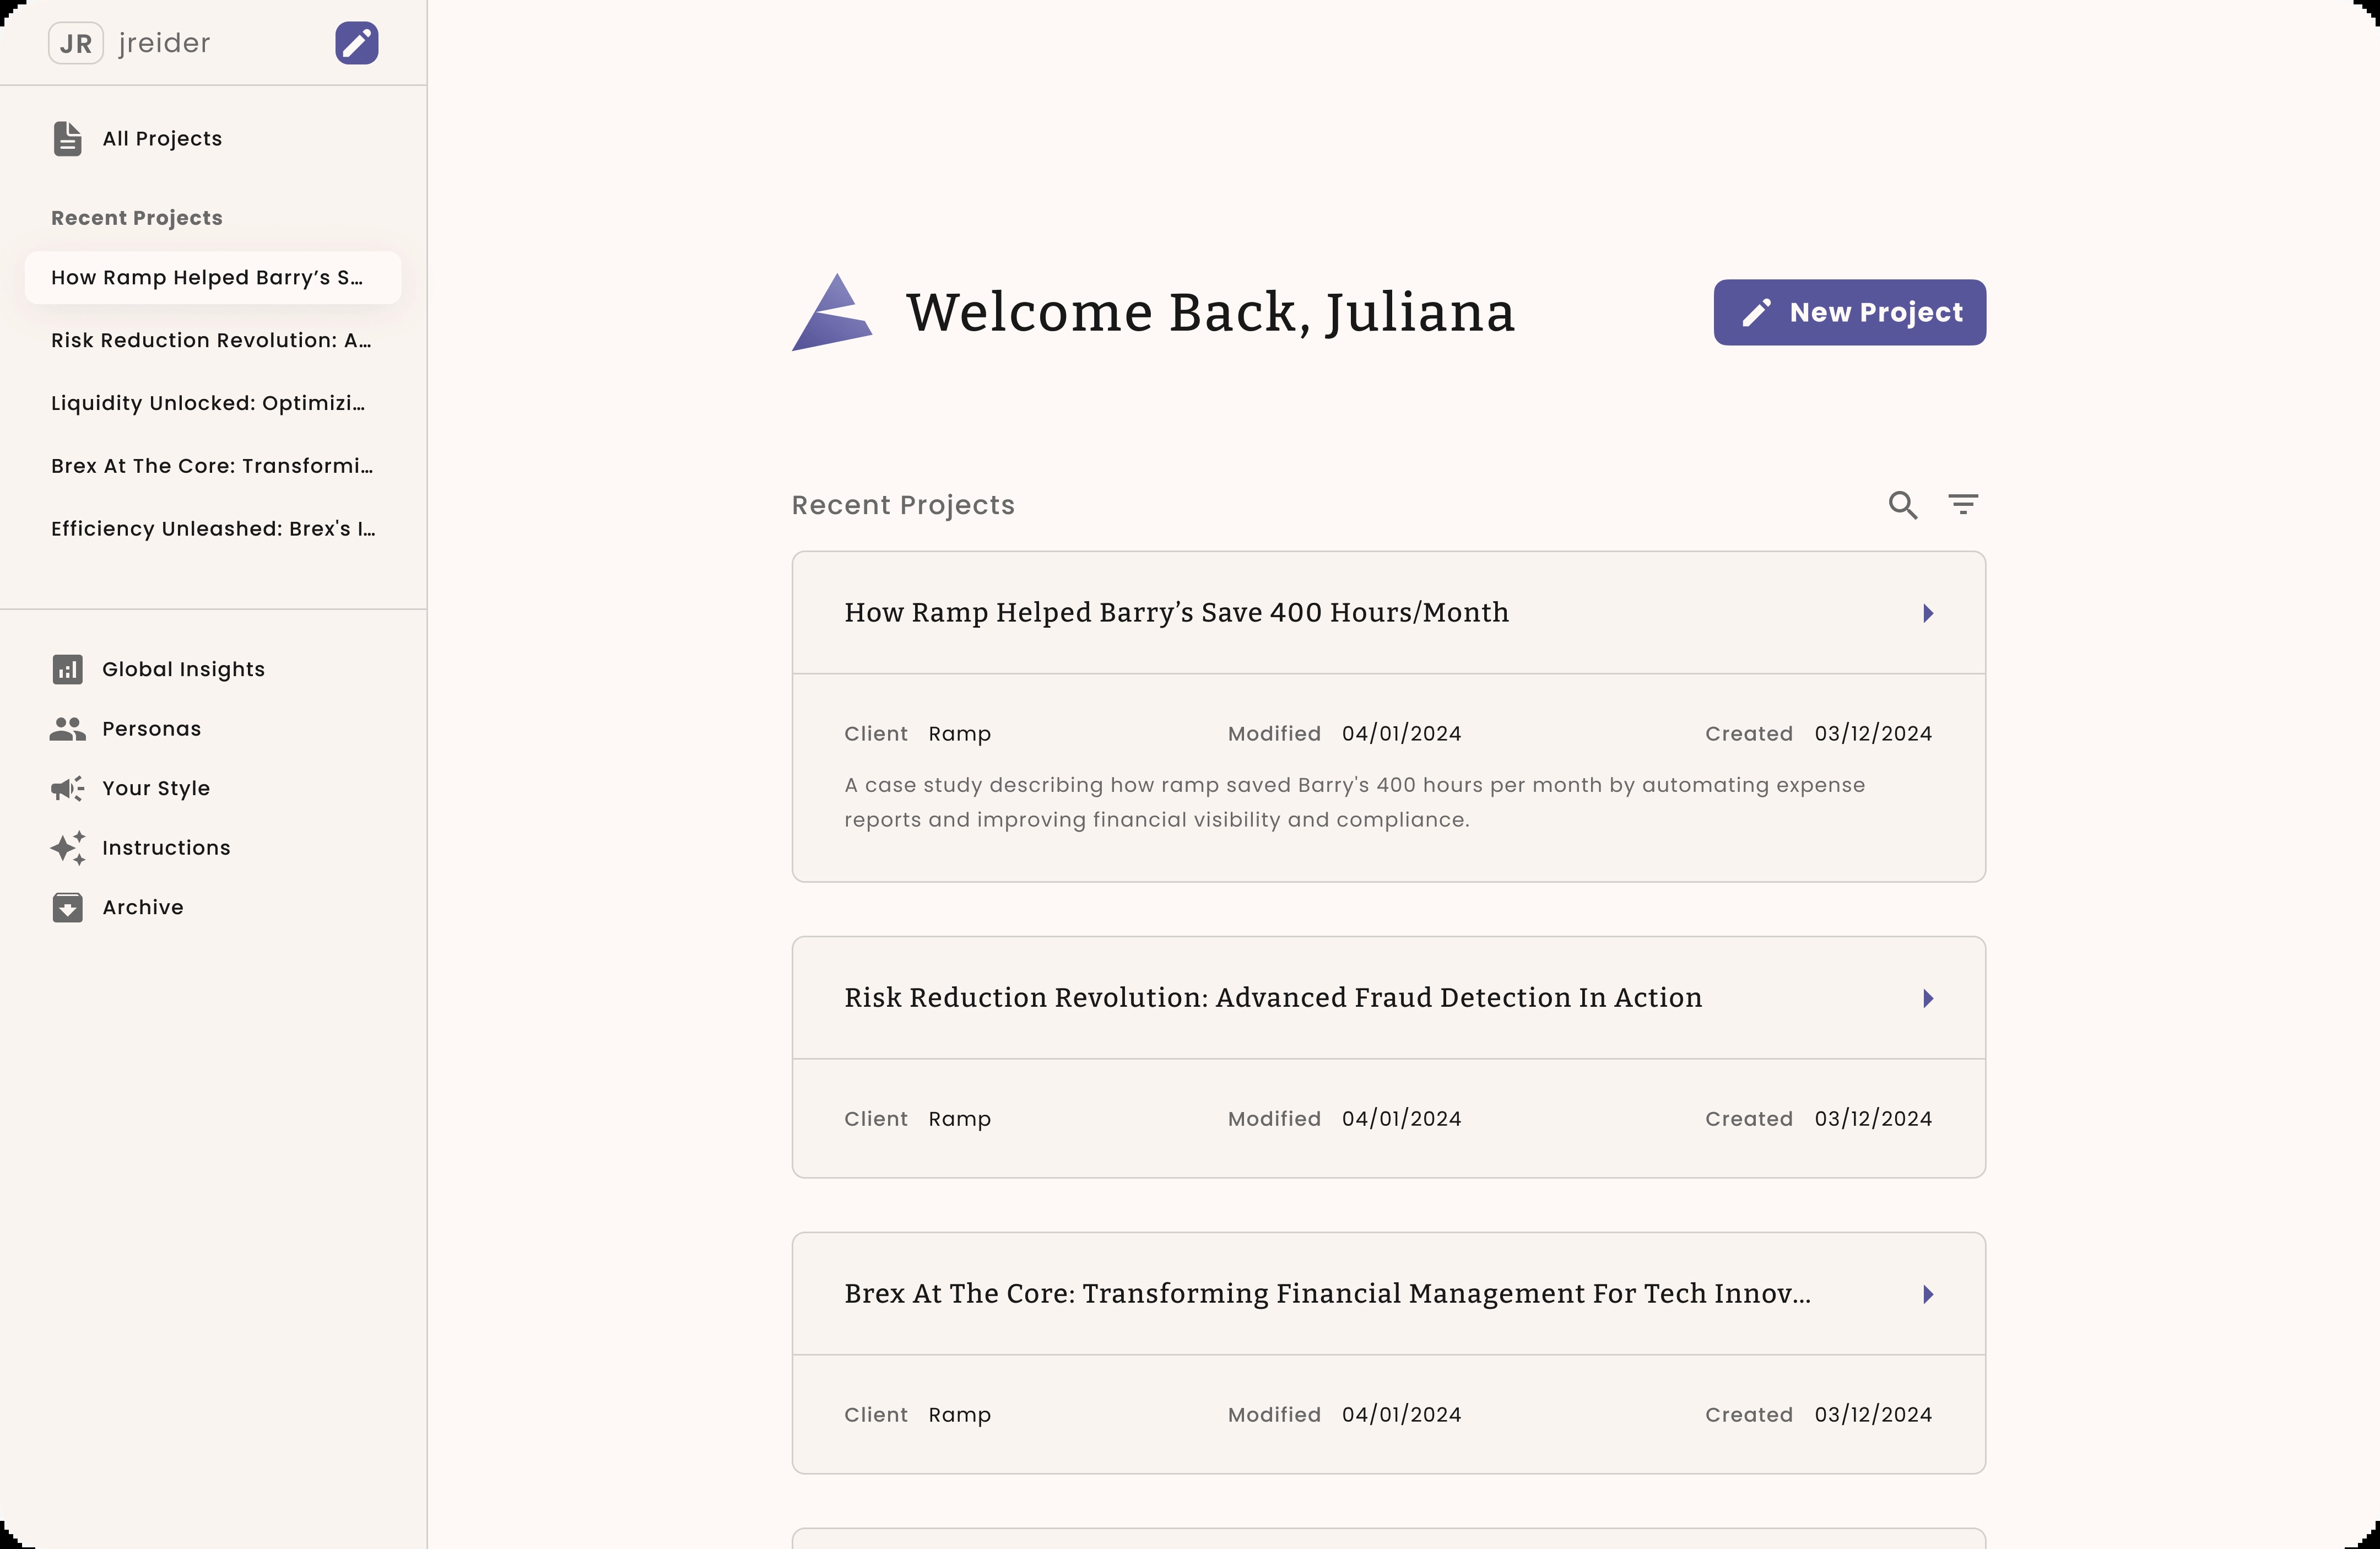 JR jreider
All Projects
Recent Projects
How Ramp Helped Barry’s S...
Risk Reduction Revolution: A...
Liquidity Unlocked: Optimizi...
Brex At The Core: Transformi...
Efficiency Unleashed: Brex's I...
Global Insights
Personas
Your Style
Instructions
Archive
Welcome Back, Juliana
New Project
Recent Projects
How Ramp Helped Barry’s Save 400 Hours/Month
Client Ramp Modified 04/01/2024 Created 03/12/2024
A case study describing how ramp saved Barry's 400 hours per month by automating expense
reports and improving financial visibility and compliance.
Risk Reduction Revolution: Advanced Fraud Detection In Action
Client Ramp Modified 04/01/2024 Created 03/12/2024
Brex At The Core: Transforming Financial Management For Tech Innov...
Client Ramp Modified 04/01/2024 Created 03/12/2024